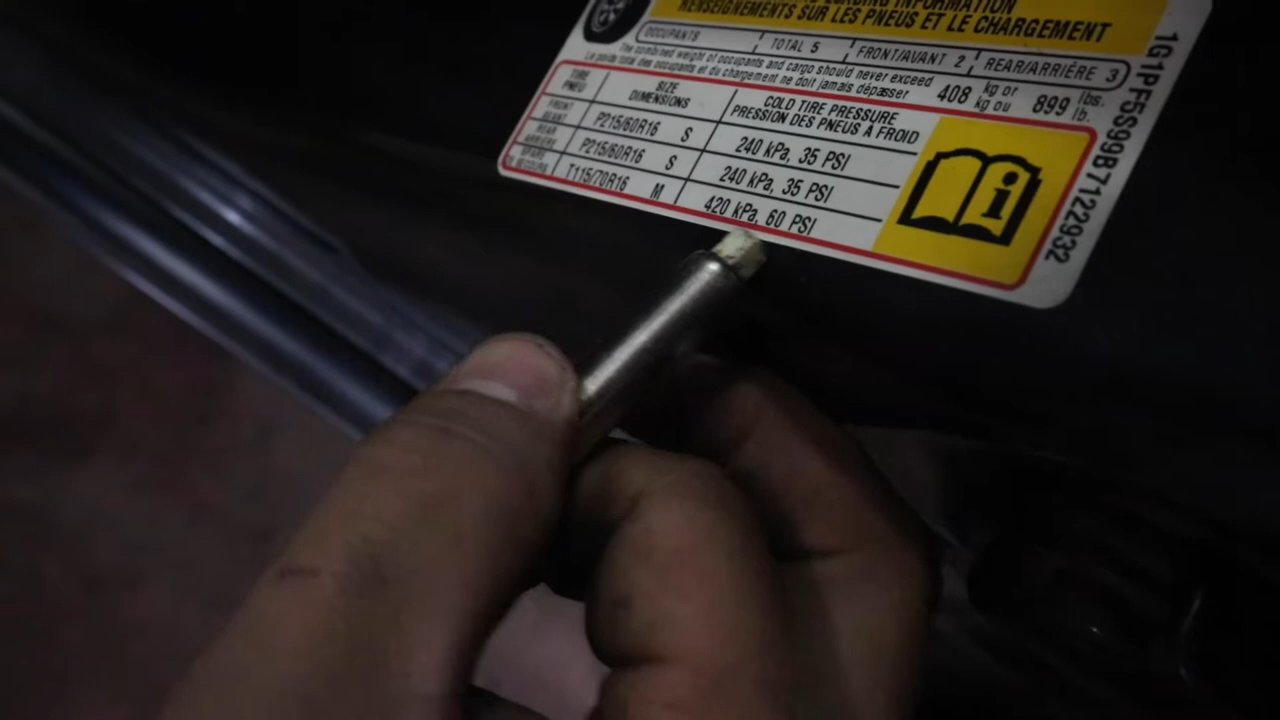 LOADING INFORMATION
RENSEIGNEMENTS SUR LES PNEUS ET LE CHARGEMENT
OCCUPANTS TOTAL 5 FRONT/AVANT 2 REAR/ARRIÈRE 3
The combined weight of occupants and cargo should never exceed 408 kg or 899 lbs.
Le poids total des occupants et du chargement ne doit jamais dépasser kg ou lb.
TIRE SIZE COLD TIRE PRESSURE
PNEU DIMENSIONS PRESSION DES PNEUS À FROID
FRONT P215/60R16 S 240 kPa, 35 PSI
REAR P215/60R16 S 240 kPa, 35 PSI
T115/70R16 M 420 kPa, 60 PSI
1G1PF5S99B7122932